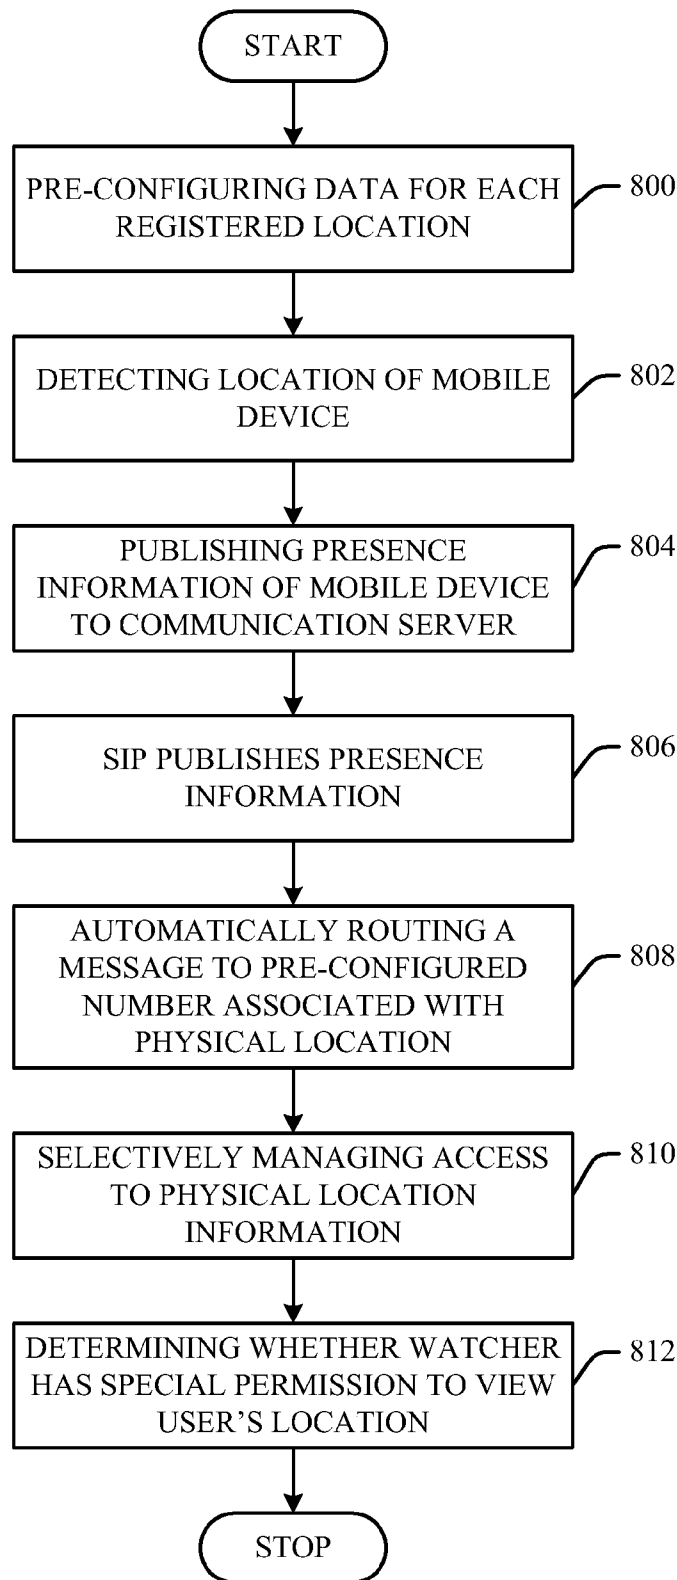 START
PRE-CONFIGURING DATA FOR EACH
REGISTERED LOCATION
800
DETECTING LOCATION OF MOBILE
DEVICE
802
PUBLISHING PRESENCE
INFORMATION OF MOBILE DEVICE
TO COMMUNICATION SERVER
804
SIP PUBLISHES PRESENCE
INFORMATION
806
AUTOMATICALLY ROUTING A
MESSAGE TO PRE-CONFIGURED
NUMBER ASSOCIATED WITH
PHYSICAL LOCATION
808
SELECTIVELY MANAGING ACCESS
TO PHYSICAL LOCATION
INFORMATION
810
DETERMINING WHETHER WATCHER
HAS SPECIAL PERMISSION TO VIEW
USER'S LOCATION
812
STOP